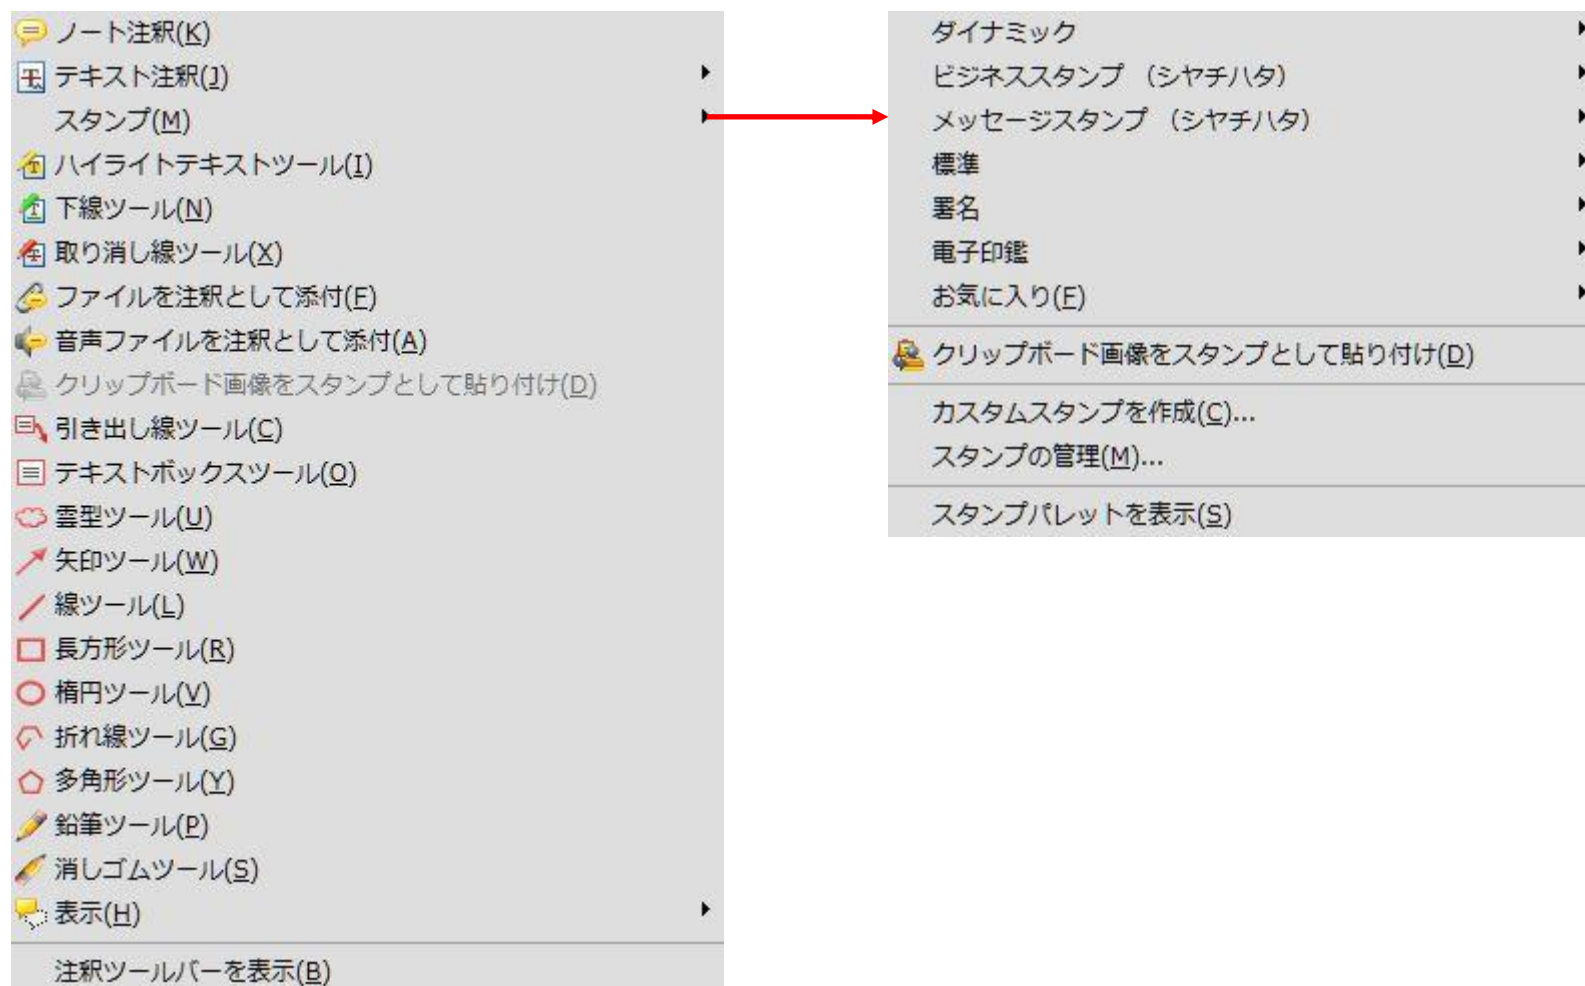 ノート注釈(K)
テキスト注釈(J)
スタンプ(M)
ハイライトテキストツール(I)
下線ツール(N)
取り消し線ツール(X)
ファイルを注釈として添付(F)
音声ファイルを注釈として添付(A)
クリップボード画像をスタンプとして貼り付け(D)
引き出し線ツール(C)
テキストボックスツール(O)
雲型ツール(U)
矢印ツール(W)
線ツール(L)
長方形ツール(R)
楕円ツール(V)
折れ線ツール(G)
多角形ツール(Y)
鉛筆ツール(P)
消しゴムツール(S)
表示(H)
注釈ツールバーを表示(B)
ダイナミック
ビジネススタンプ （シヤチハタ）
メッセージスタンプ （シヤチハタ）
標準
署名
電子印鑑
お気に入り(F)
クリップボード画像をスタンプとして貼り付け(D)
カスタムスタンプを作成(C)...
スタンプの管理(M)...
スタンプパレットを表示(S)